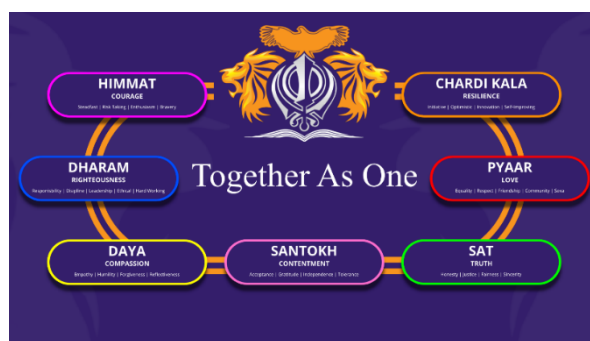 HIMMAT
COURAGE
Steadfast | Risk Taking | Enthusiasm | Bravery
CHARDI KALA
RESILIENCE
Initiative | Optimism | Innovation | Self-Improving
DHARAM
RIGHTEOUSNESS
Responsibility | Discipline | Leadership | Ethical | Hard Working
Together As One
PYAAR
LOVE
Equality | Respect | Friendship | Community | Seva
DAYA
COMPASSION
Empathy | Humility | Forgiveness | Reflectiveness
SANTOKH
CONTENTMENT
Acceptance | Gratitude | Independence | Tolerance
SAT
TRUTH
Honesty | Justice | Fairness | Sincerity